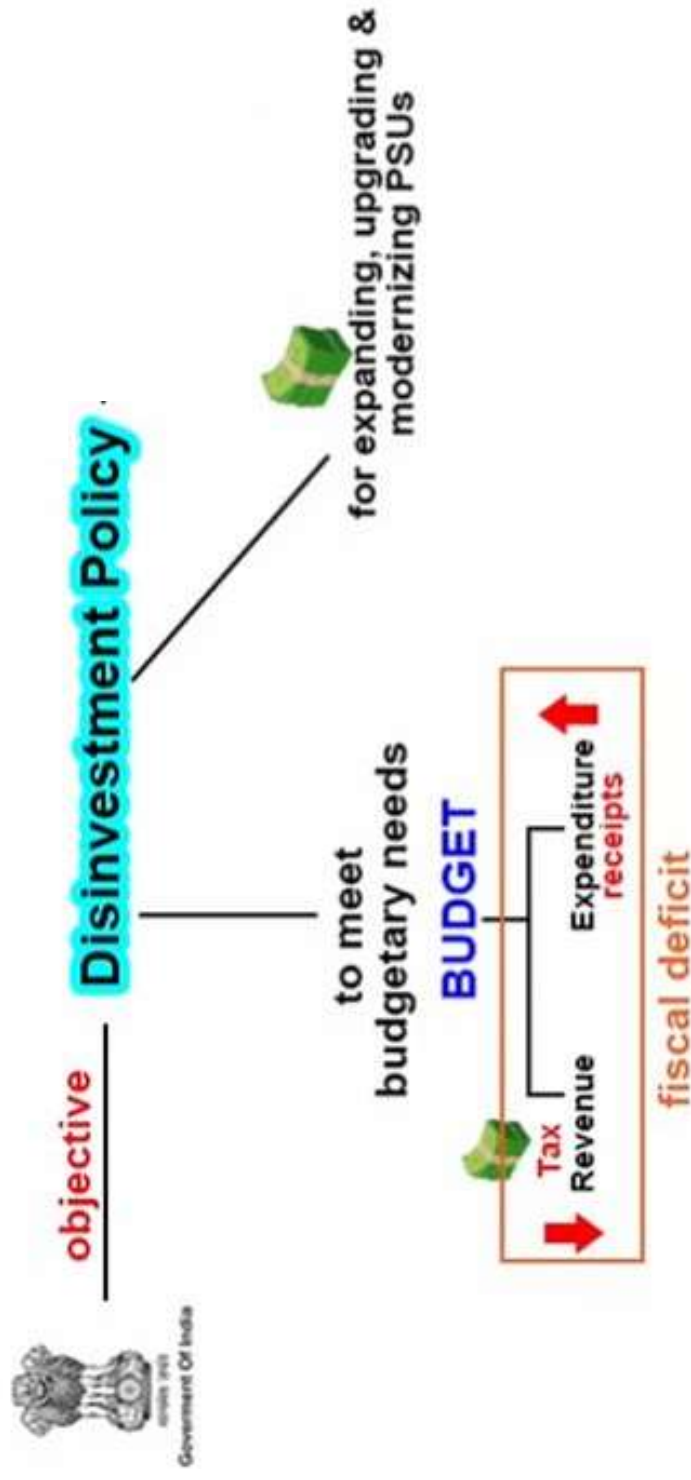 objective
Disinvestment Policy
Goverment Of India
to meet
budgetary needs
for expanding, upgrading &
modernizing PSUs
BUDGET
Tax
Revenue
Expenditure
receipts
fiscal deficit